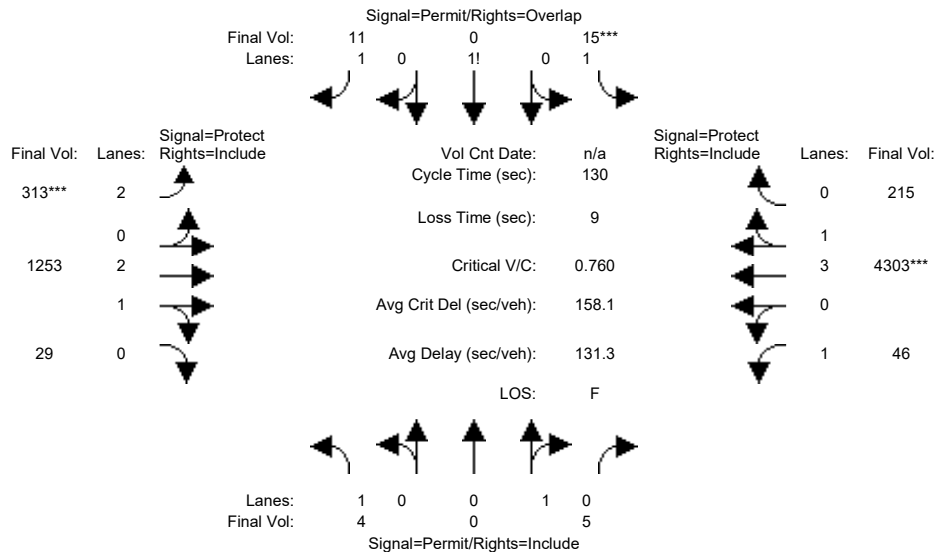 Signal=Permit/Rights=Overlap
Final Vol: 11 0 15***
Lanes: 1 0 1! 0 1
Signal=Protect Signal=Protect
Final Vol: Lanes: Rights=Include Vol Cnt Date: n/a Rights=Include Lanes: Final Vol:
Cycle Time (sec): 130
313*** 2 0 215
Loss Time (sec): 9
0 1
1253 2 Critical V/C: 0.760 3 4303***
1 Avg Crit Del (sec/veh): 158.1 0
29 0 Avg Delay (sec/veh): 131.3 1 46
LOS: F
Lanes: 1 0 0 1 0
Final Vol: 4 0 5
Signal=Permit/Rights=Include